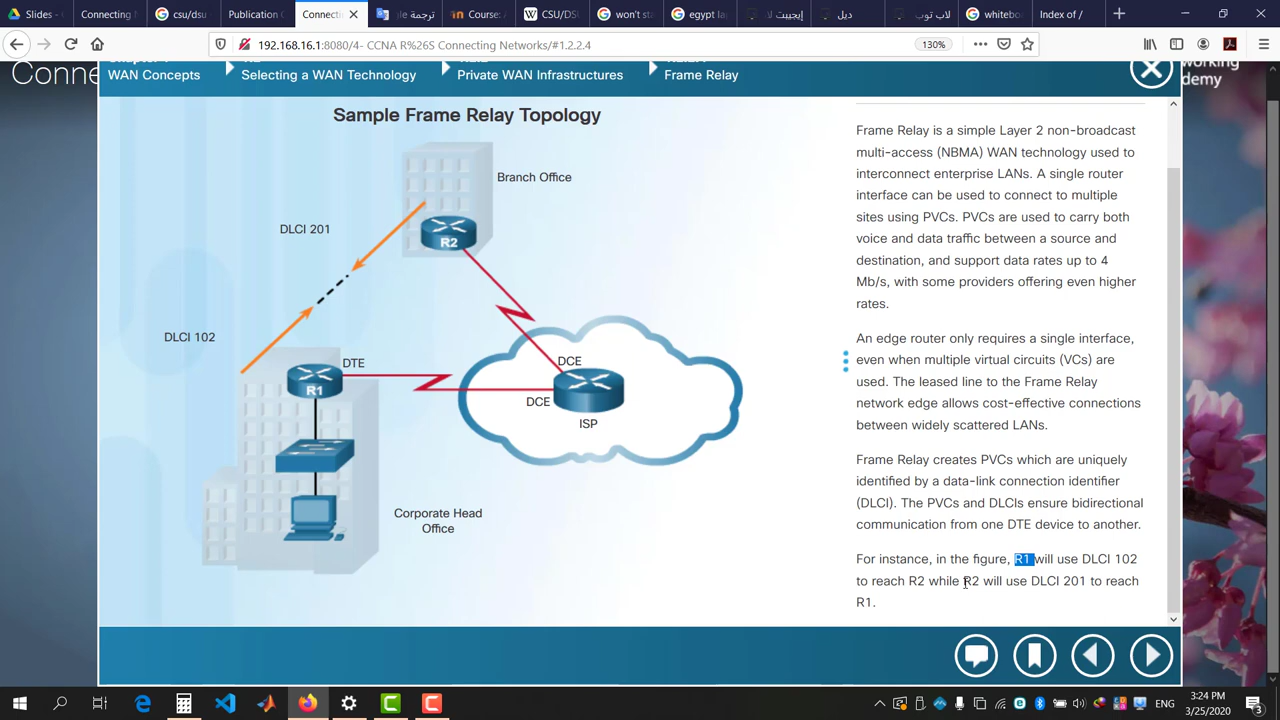 Slides -
Connecting N
csu/dsu
Publication C
Connecti
ترجمة
gle
Course: A
CSU/DSU
won't sta
egypt lap
إيجيبت لا
ديل
لاب توب
whiteboa
Index of /
192.168.16.1:8080/4- CCNA R%26S Connecting Networks/#1.2.2.4
130%
Conne
WAN Concepts
Selecting a WAN Technology
Private WAN Infrastructures
Frame Relay
working
demy
Sample Frame Relay Topology
Branch Office
DLCI 201
R2
DLCI 102
DTE
R1
DCE
DCE
ISP
Corporate Head
Office
Frame Relay is a simple Layer 2 non-broadcast
multi-access (NBMA) WAN technology used to
interconnect enterprise LANs. A single router
interface can be used to connect to multiple
sites using PVCs. PVCs are used to carry both
voice and data traffic between a source and
destination, and support data rates up to 4
Mb/s, with some providers offering even higher
rates.
An edge router only requires a single interface,
even when multiple virtual circuits (VCs) are
used. The leased line to the Frame Relay
network edge allows cost-effective connections
between widely scattered LANs.
Frame Relay creates PVCs which are uniquely
identified by a data-link connection identifier
(DLCI). The PVCs and DLCIs ensure bidirectional
communication from one DTE device to another.
For instance, in the figure, R1 will use DLCI 102
to reach R2 while R2 will use DLCI 201 to reach
R1.
ENG
3:24 PM
3/25/2020
3